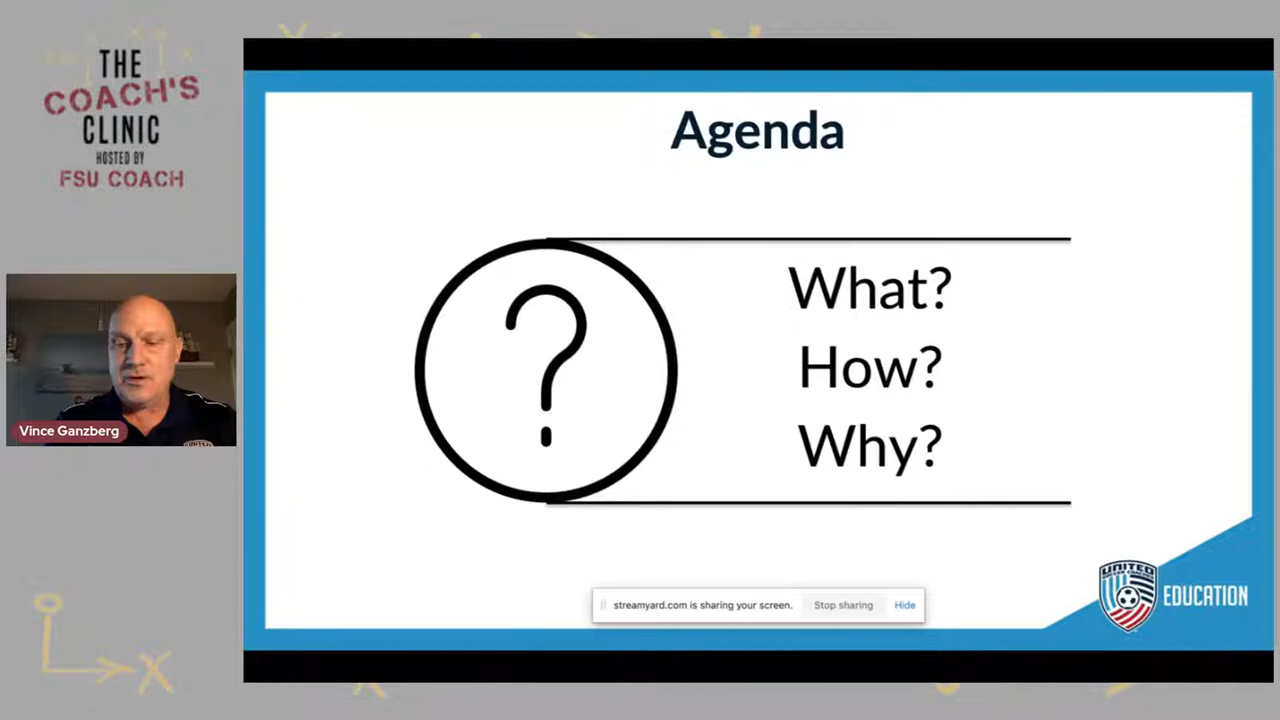 THE
COACH'S
CLINIC
HOSTED BY
FSU COACH
Vince Ganzberg
Agenda
What?
How?
Why?
streamyard.com is sharing your screen. Stop sharing Hide
UNITED
EDUCATION